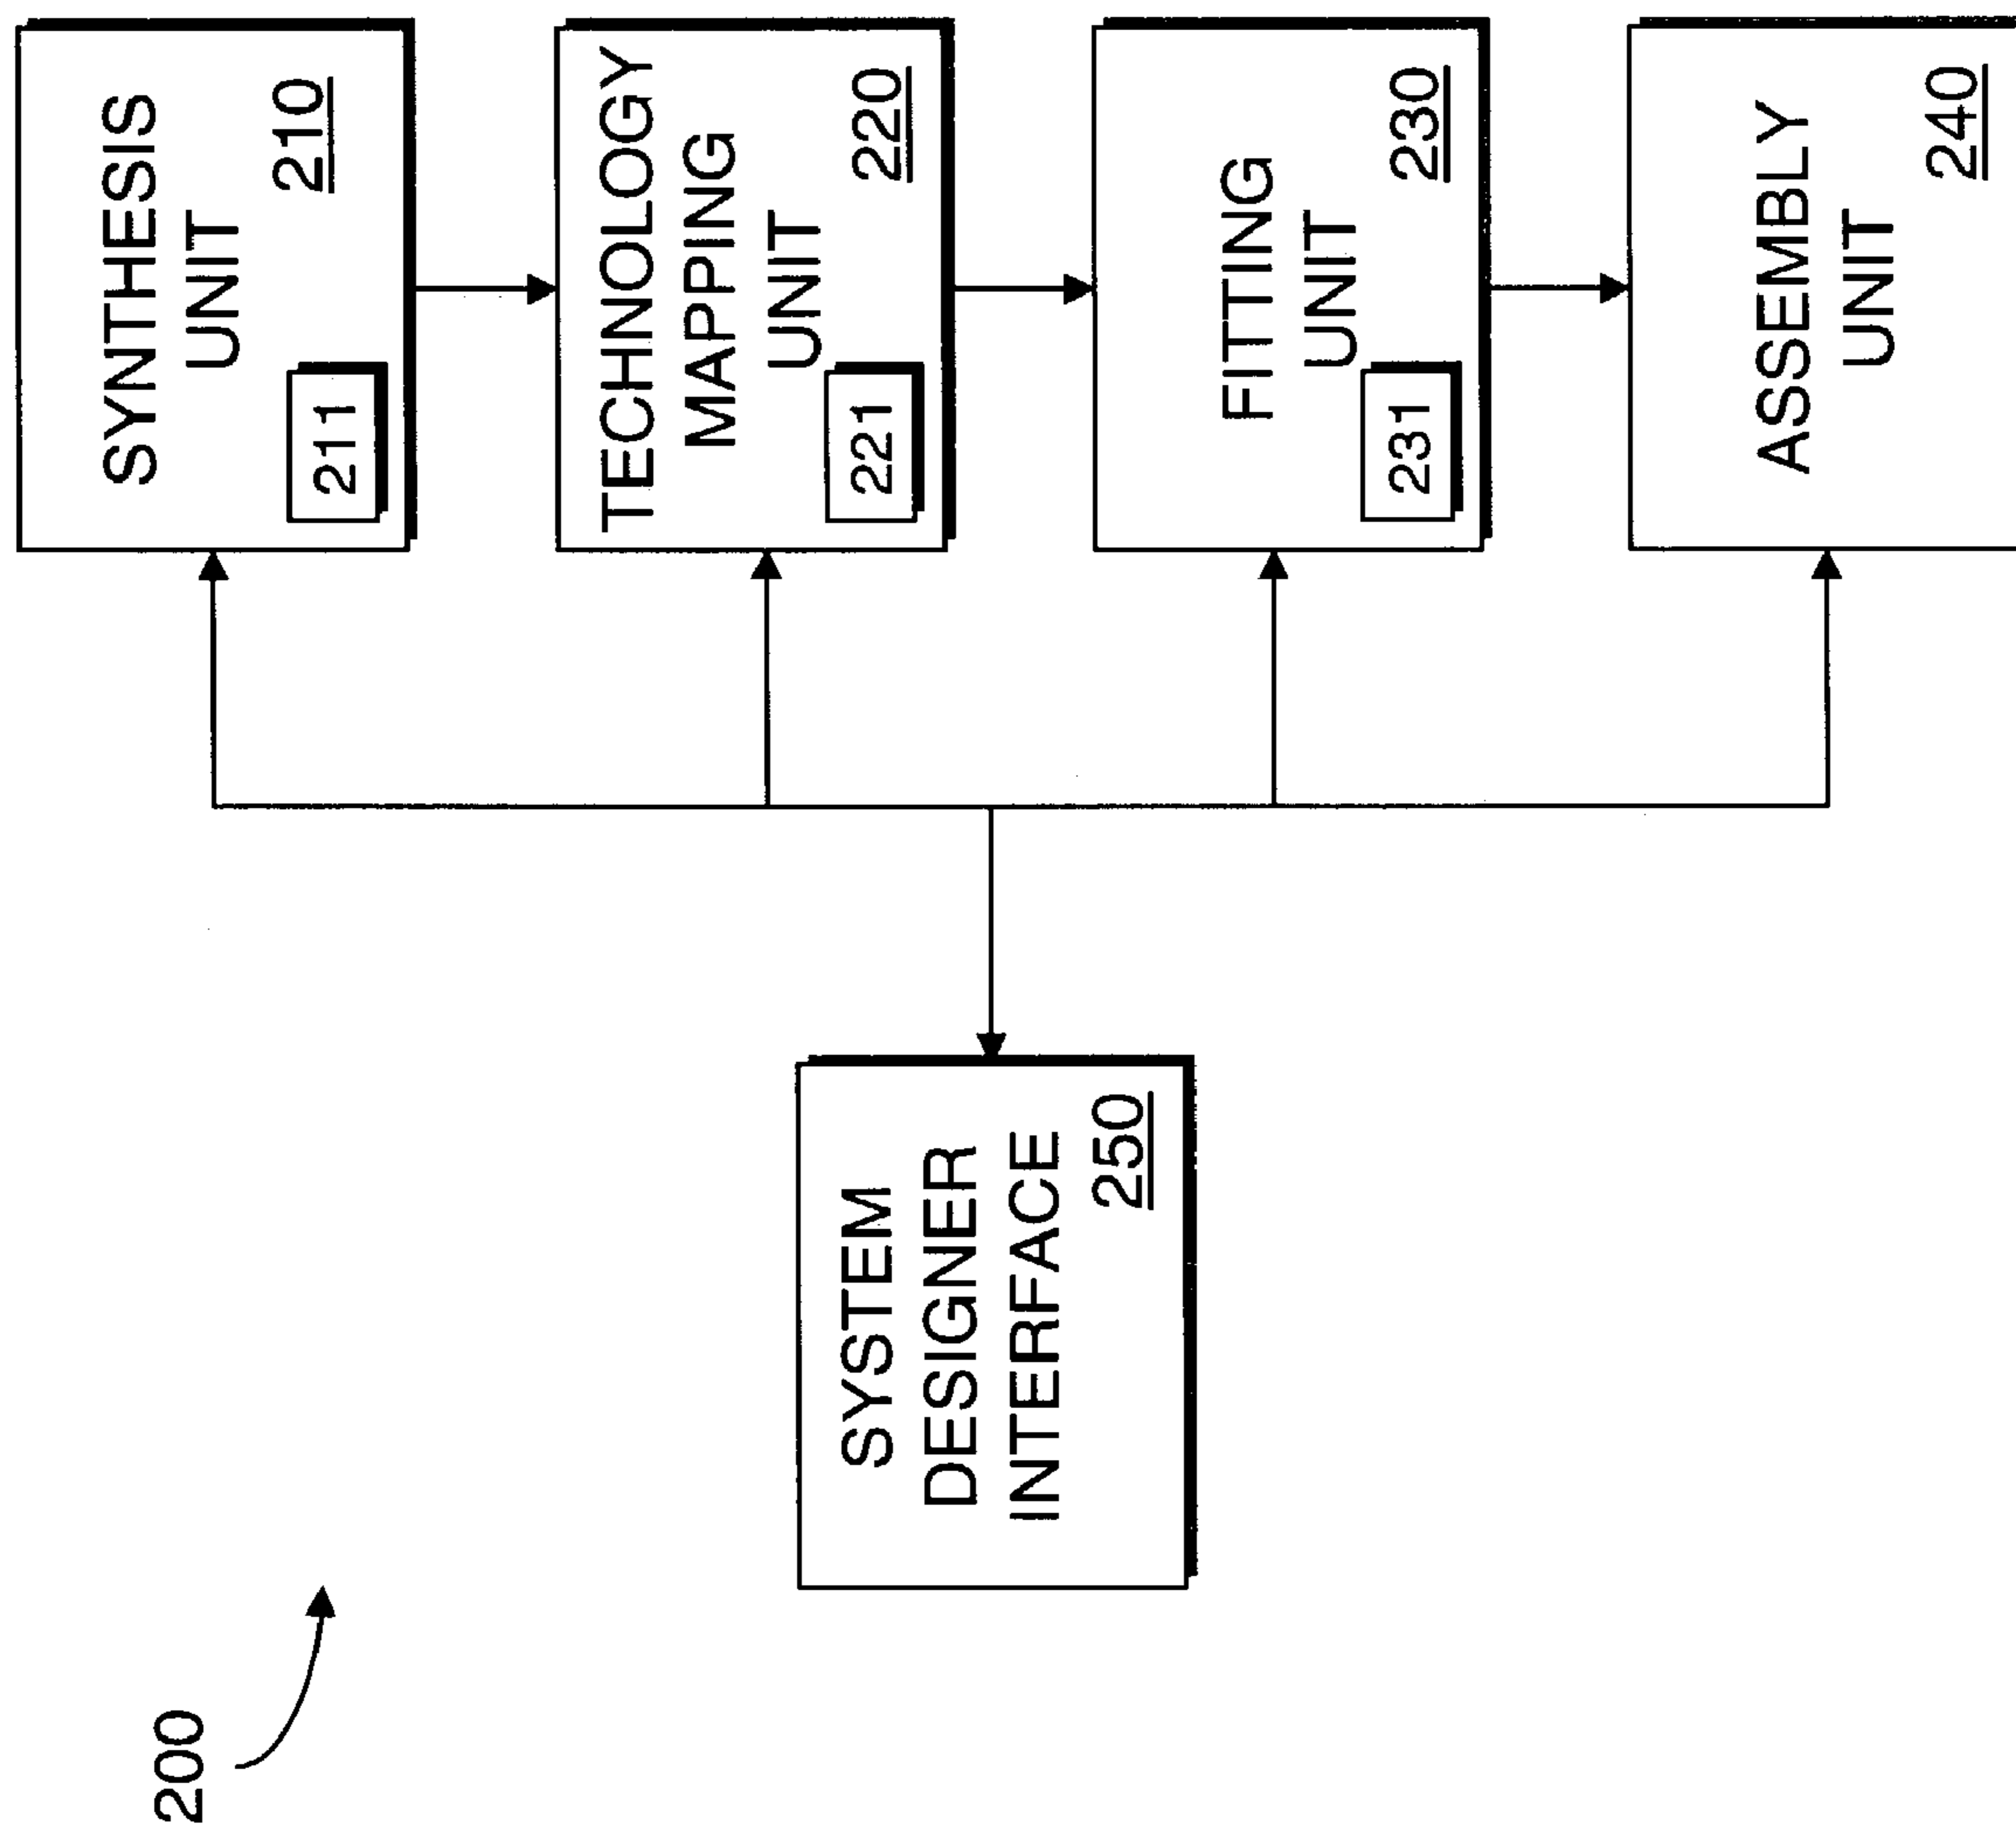 200
SYNTHESIS
UNIT
210
211
TECHNOLOGY
MAPPING
UNIT
220
221
FITTING
UNIT
230
231
ASSEMBLY
UNIT
240
SYSTEM
DESIGNER
INTERFACE
250